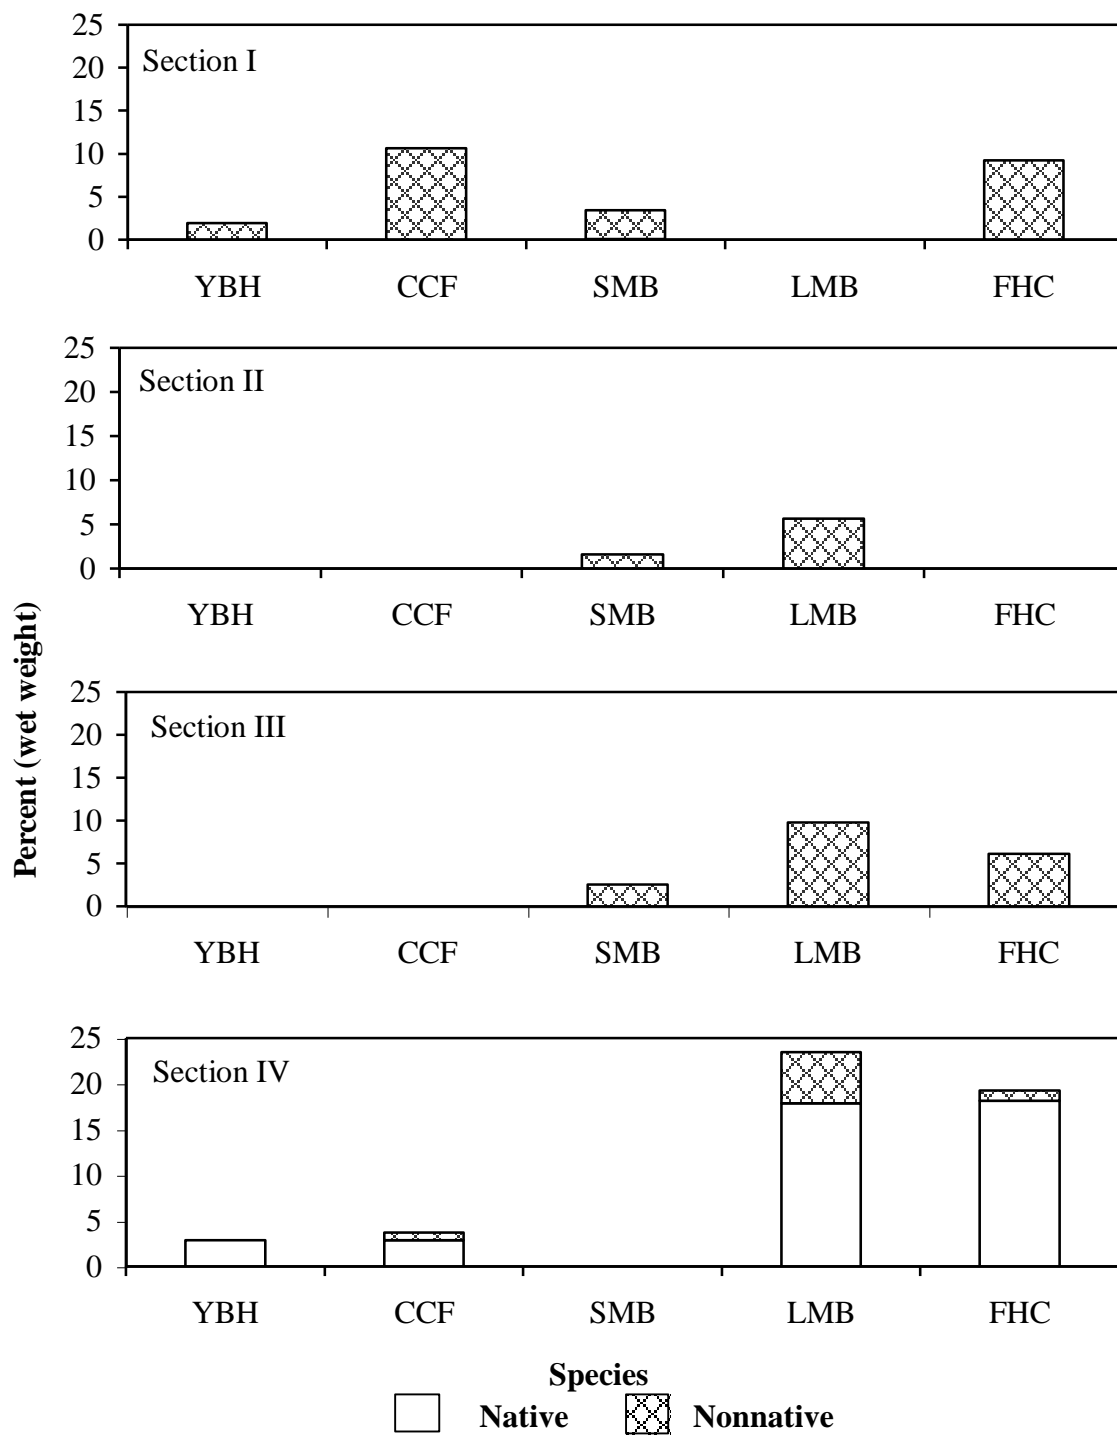 25
20
15
10
5
0
Section I
YBH CCF SMB LMB FHC
25
20
15
10
5
0
Section II
YBH CCF SMB LMB FHC
Percent (wet weight)
25
20
15
10
5
0
Section III
YBH CCF SMB LMB FHC
25
20
15
10
5
0
Section IV
YBH CCF SMB LMB FHC
Species
Native Nonnative